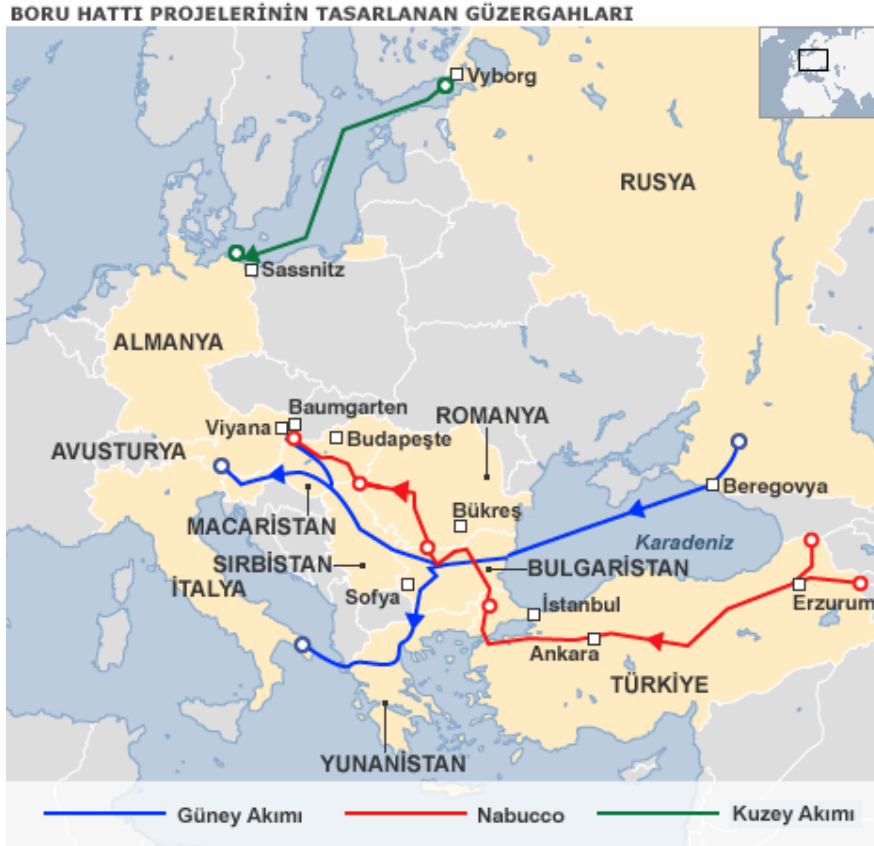 BORU HATTI PROJELERİNİN TASARLANAN GÜZERGAHLARI
Vyborg
RUSYA
Sassnitz
ALMANYA
Baumgarten
Viyana
ROMANYA
Budapeşte
AVUSTURYA
Beregovya
MACARİSTAN
Bükreş
Karadeniz
SIRBİSTAN
BULGARİSTAN
İTALYA
Sofya
Erzurum
İstanbul
Ankara
TÜRKİYE
YUNANİSTAN
Güney Akımı
Nabucco
Kuzey Akımı